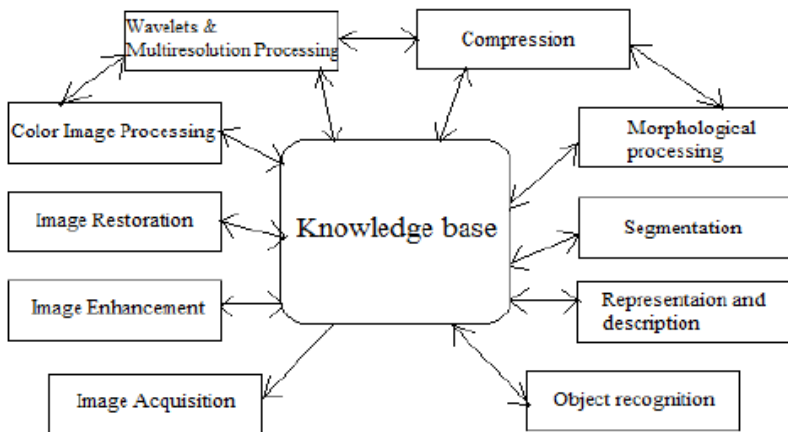 Wavelets &
Multiresolution Processing
Compression
Color Image Processing
Morphological
processing
Image Restoration
Knowledge base
Segmentation
Image Enhancement
Representaion and
description
Image Acquisition
Object recognition